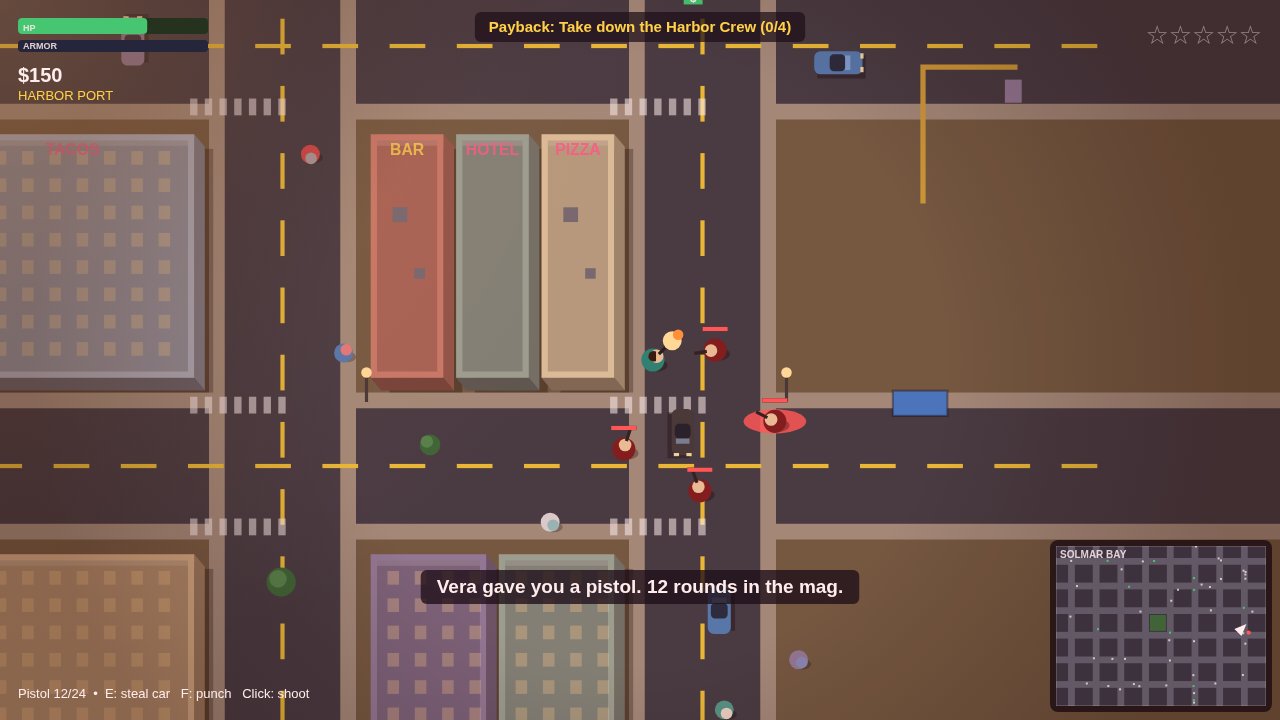 HP
Payback: Take down the Harbor Crew (0/4)
☆☆☆☆☆
ARMOR
$150
HARBOR PORT
$
TACOS
BAR
HOTEL
PIZZA
SOLMAR BAY
Vera gave you a pistol. 12 rounds in the mag.
Pistol 12/24 • E: steal car F: punch Click: shoot